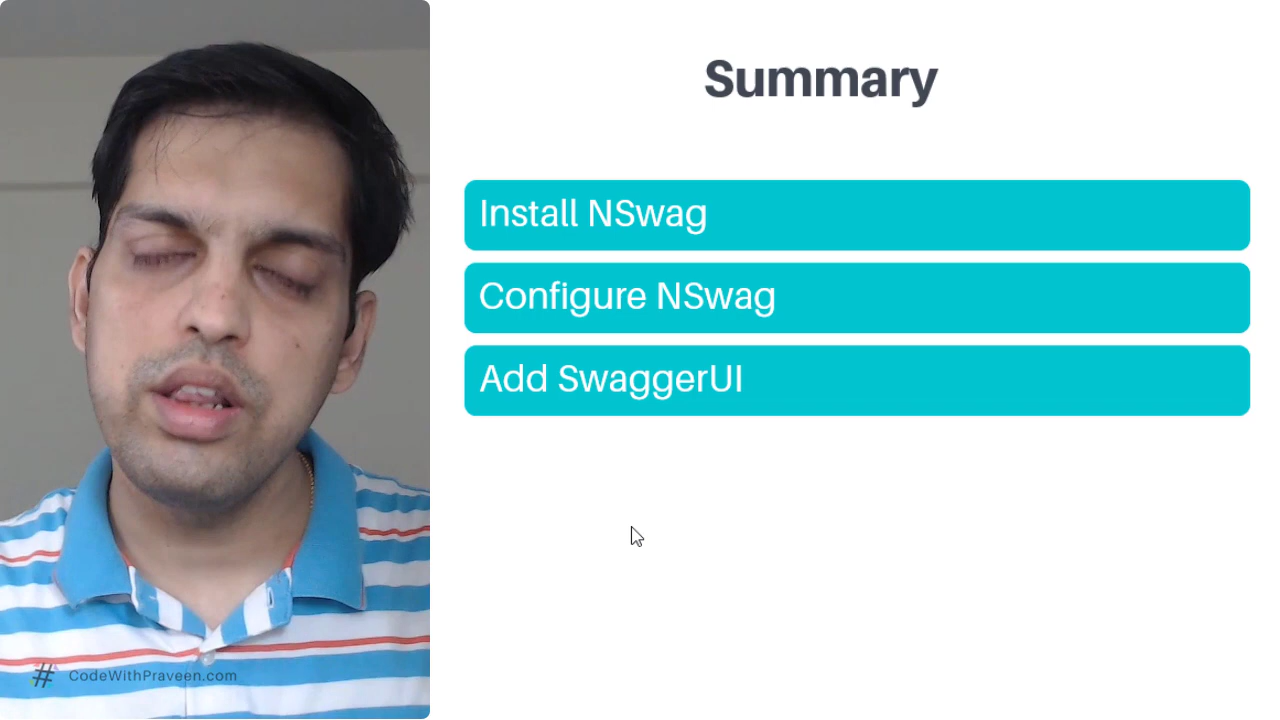 Summary
Install NSwag
Configure NSwag
Add SwaggerUI
# CodeWithPraveen.com